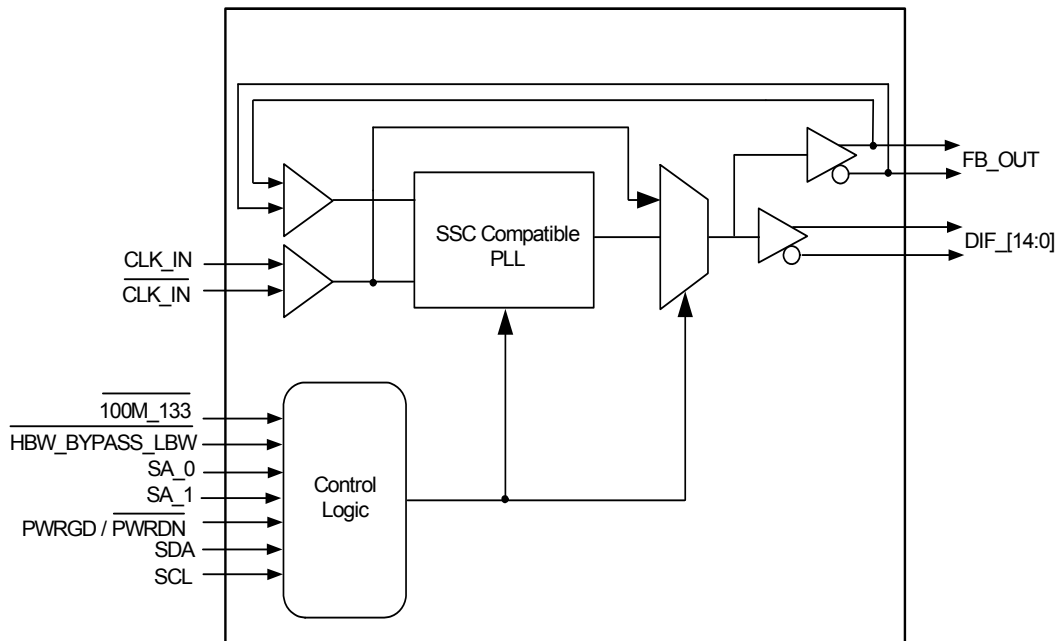 FB_OUT
SSC Compatible
PLL
DIF_[14:0]
CLK_IN
CLK_IN
100M_133
HBW_BYPASS_LBW
SA_0
SA_1
PWRGD / PWRDN
SDA
SCL
Control
Logic